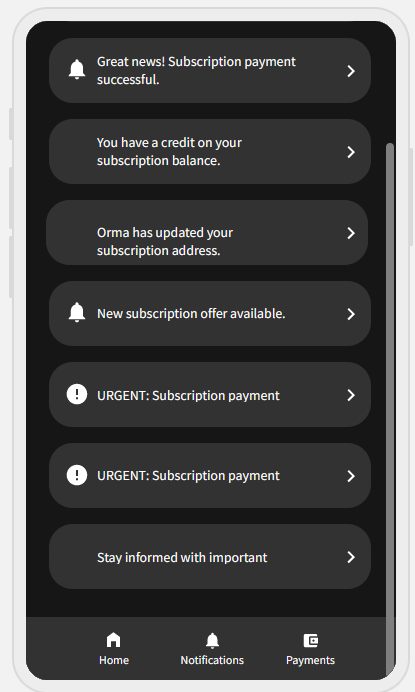 Great news! Subscription payment
successful.
You have a credit on your
subscription balance.
Orma has updated your
subscription address.
New subscription offer available.
URGENT: Subscription payment
URGENT: Subscription payment
Stay informed with important
Home
Notifications
Payments